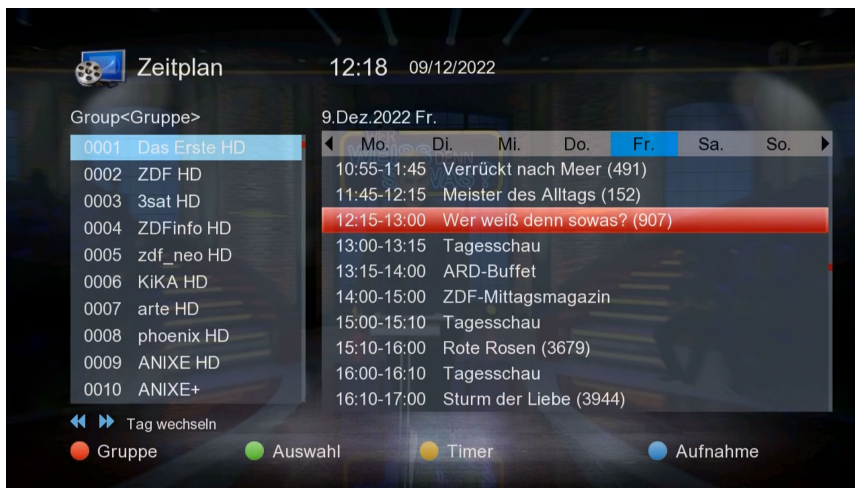 Zeitplan
12:18 09/12/2022
Group<Gruppe>
0001 Das Erste HD
0002 ZDF HD
0003 3sat HD
0004 ZDFinfo HD
0005 zdf_neo HD
0006 KiKA HD
0007 arte HD
0008 phoenix HD
0009 ANIXE HD
0010 ANIXE+
9.Dez.2022 Fr.
Mo. Di. Mi. Do. Fr. Sa. So.
10:55-11:45 Verrückt nach Meer (491)
11:45-12:15 Meister des Alltags (152)
12:15-13:00 Wer weiß denn sowas? (907)
13:00-13:15 Tagesschau
13:15-14:00 ARD-Buffet
14:00-15:00 ZDF-Mittagsmagazin
15:00-15:10 Tagesschau
15:10-16:00 Rote Rosen (3679)
16:00-16:10 Tagesschau
16:10-17:00 Sturm der Liebe (3944)
Tag wechseln
Gruppe Auswahl Timer Aufnahme